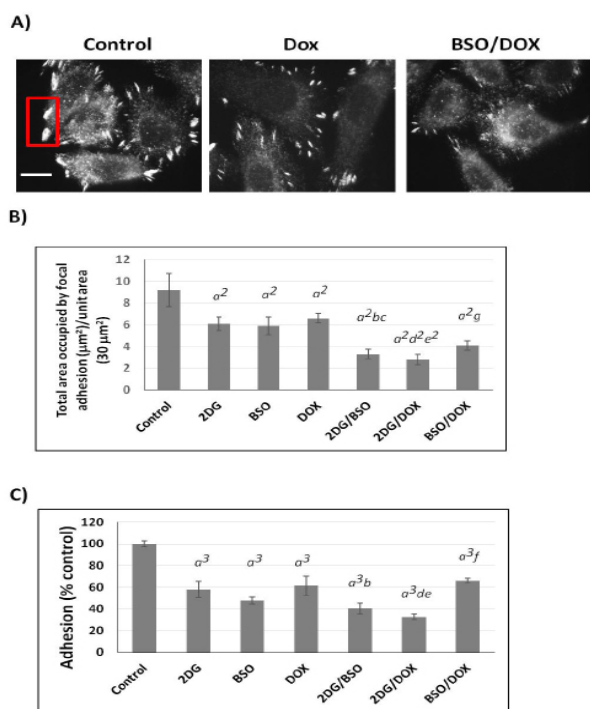 A)
Control Dox BSO/DOX
B)
Total area occupied by focal
adhesion (µm²)/unit area
(30 µm²)
12
10
8
6
4
2
0
a² a² a² a²bc a²d²e² a²g
Control 2DG BSO DOX 2DG/BSO 2DG/DOX BSO/DOX
C)
Adhesion (% control)
120
100
80
60
40
20
0
a³ a³ a³ a³b a³de a³f
Control 2DG BSO DOX 2DG/BSO 2DG/DOX BSO/DOX